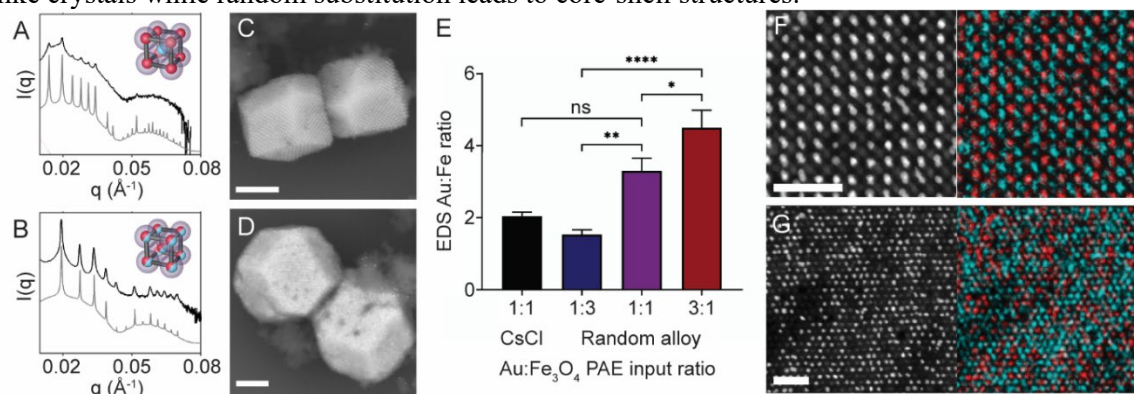 like crystals while random substitution leads to core-shell structures.
A
I(q)
0.02 0.05 0.08
q (Å⁻¹)
B
I(q)
0.02 0.05 0.08
q (Å⁻¹)
C
D
E
EDS Au:Fe ratio
6
4
2
0
****
ns
*
**
1:1 1:3 1:1 3:1
CsCl Random alloy
Au:Fe₃O₄ PAE input ratio
F
G